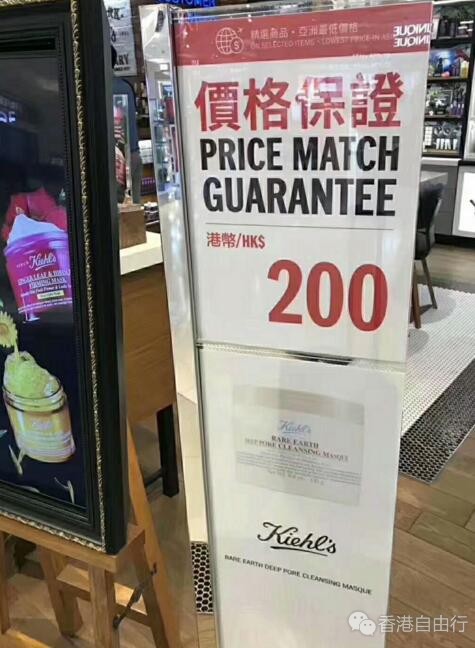 精選商品・亞洲最低價格
ON SELECTED ITEMS・LOWEST PRICE IN ASIA
UNIQUE
UNIQUE
價格保證
PRICE MATCH
GUARANTEE
港幣/HK$
200
Kiehl's
RARE EARTH
DEEP PORE CLEANSING MASQUE
Kiehl's
RARE EARTH DEEP PORE CLEANSING MASQUE
Kiehl's
GINGER LEAF &
FIRMING MASK
香港自由行